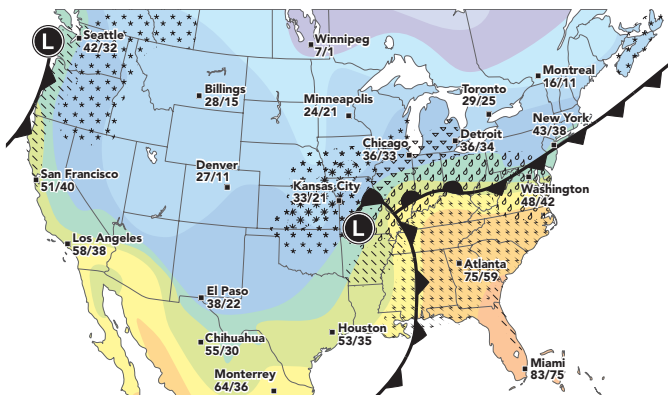 L
Seattle
42/32
Winnipeg
7/1
Billings
28/15
Minneapolis
24/21
Toronto
29/25
Montreal
16/11
New York
43/38
Chicago
36/33
Detroit
36/34
San Francisco
51/40
Denver
27/11
Kansas City
33/21
Washington
48/42
L
Los Angeles
58/38
Atlanta
75/59
El Paso
38/22
Chihuahua
55/30
Houston
53/35
Monterrey
64/36
Miami
83/75